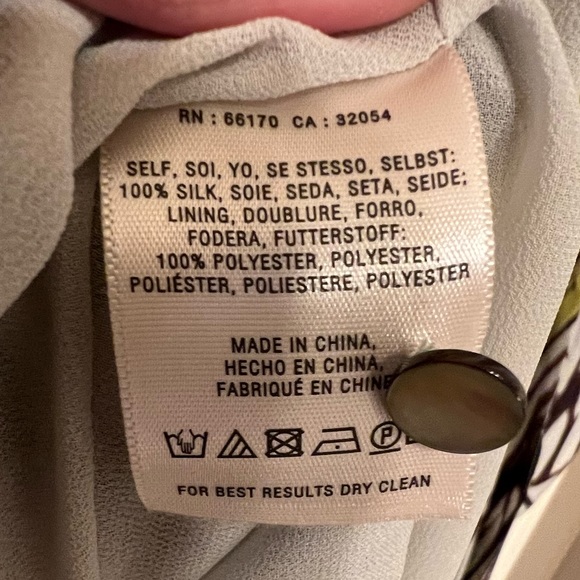 RN : 66170 CA : 32054
SELF, SOI, YO, SE STESSO, SELBST:
100% SILK, SOIE, SEDA, SETA, SEIDE;
LINING, DOUBLURE, FORRO,
FODERA, FUTTERSTOFF:
100% POLYESTER, POLYESTER,
POLIÉSTER, POLIESTERE, POLYESTER
MADE IN CHINA,
HECHO EN CHINA,
FABRIQUÉ EN CHINE
P
FOR BEST RESULTS DRY CLEAN